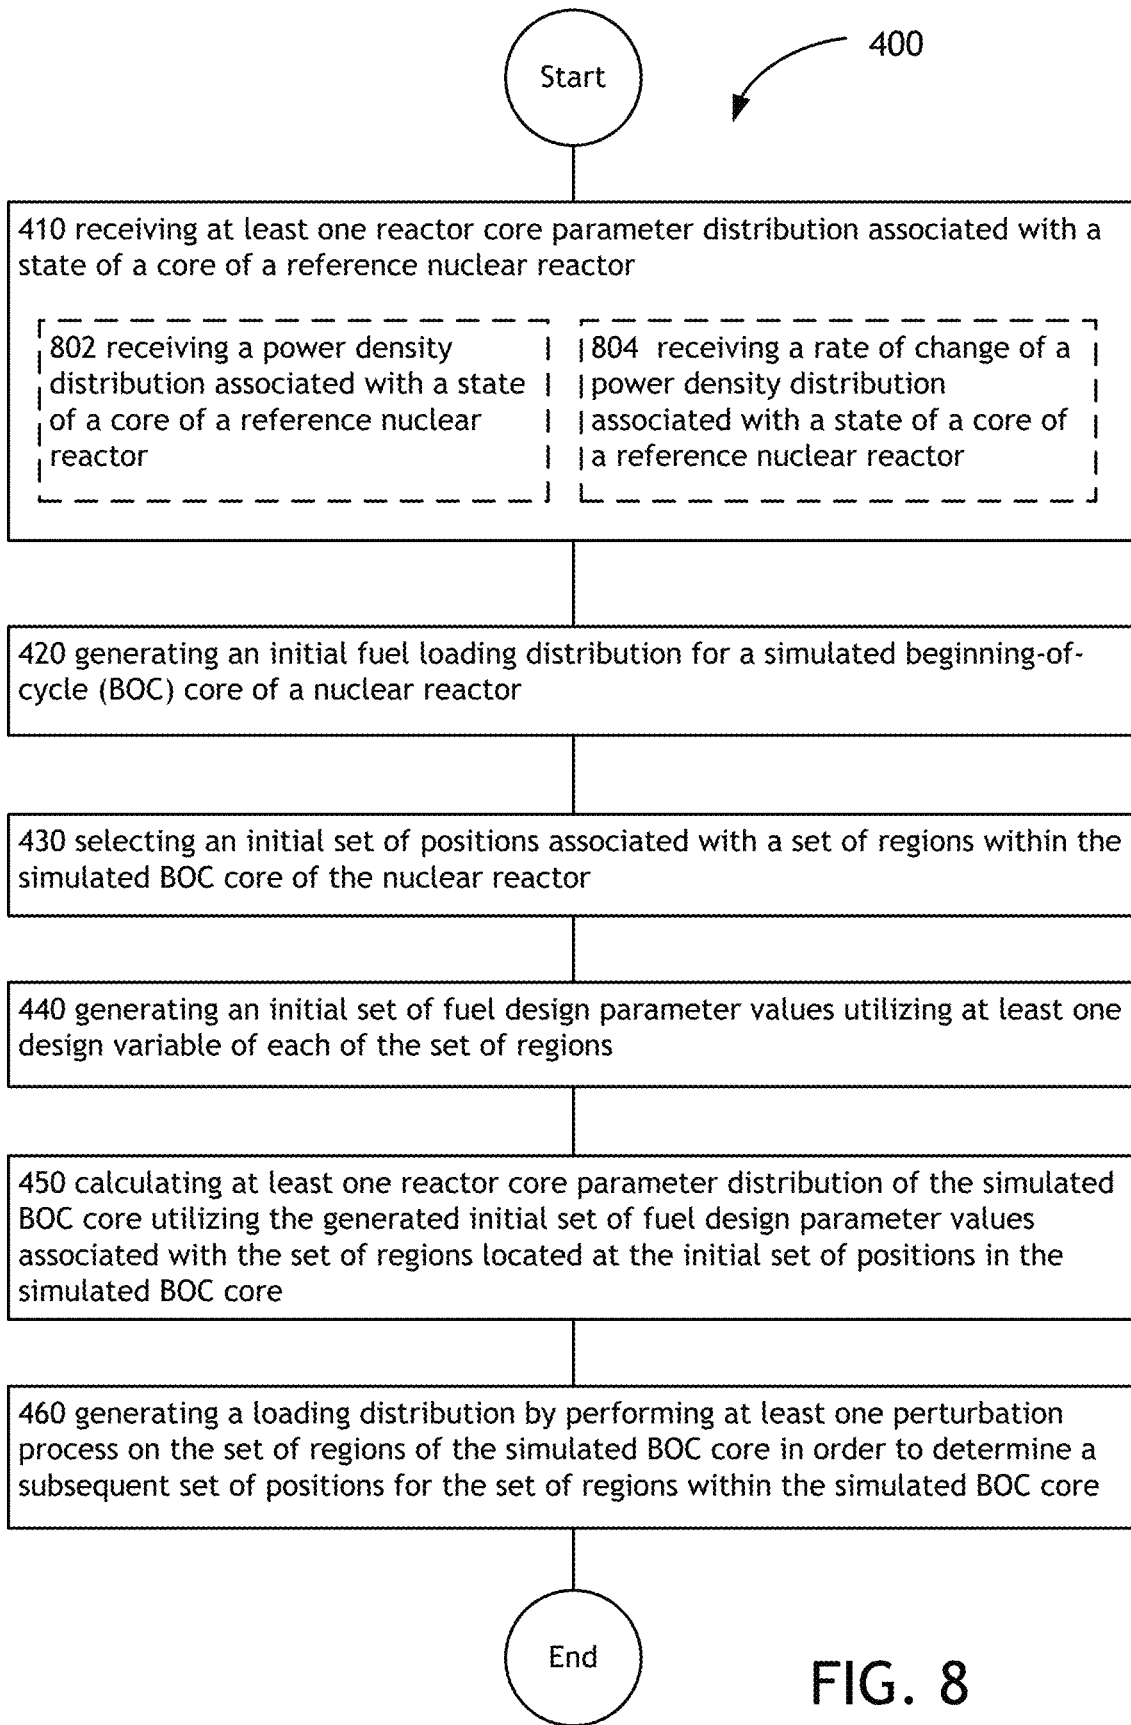 400
Start
410 receiving at least one reactor core parameter distribution associated with a
state of a core of a reference nuclear reactor
802 receiving a power density
distribution associated with a state
of a core of a reference nuclear
reactor
804 receiving a rate of change of a
power density distribution
associated with a state of a core of
a reference nuclear reactor
420 generating an initial fuel loading distribution for a simulated beginning-of-
cycle (BOC) core of a nuclear reactor
430 selecting an initial set of positions associated with a set of regions within the
simulated BOC core of the nuclear reactor
440 generating an initial set of fuel design parameter values utilizing at least one
design variable of each of the set of regions
450 calculating at least one reactor core parameter distribution of the simulated
BOC core utilizing the generated initial set of fuel design parameter values
associated with the set of regions located at the initial set of positions in the
simulated BOC core
460 generating a loading distribution by performing at least one perturbation
process on the set of regions of the simulated BOC core in order to determine a
subsequent set of positions for the set of regions within the simulated BOC core
End
FIG. 8